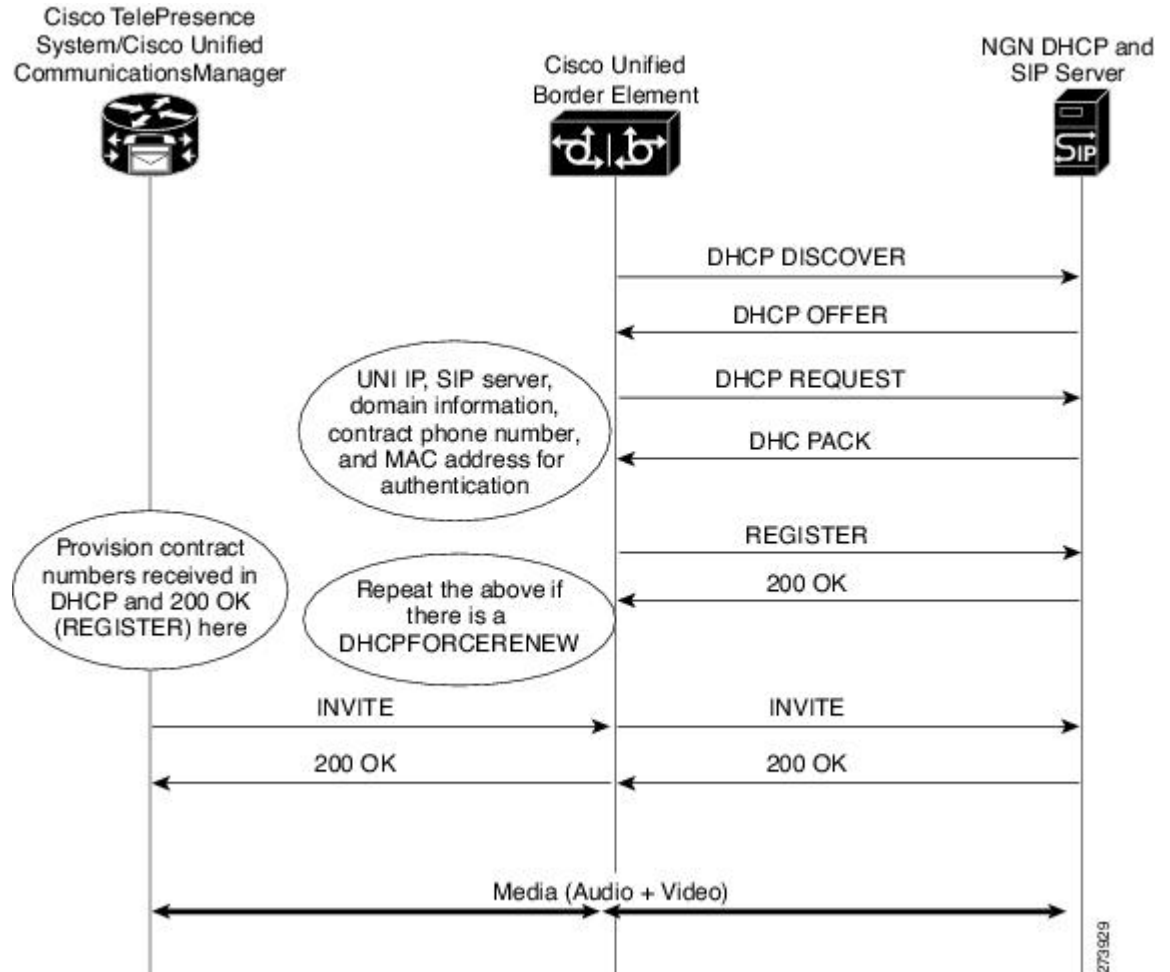 Cisco TelePresence
System/Cisco Unified
CommunicationsManager
Cisco Unified
Border Element
NGN DHCP and
SIP Server
SIP
DHCP DISCOVER
DHCP OFFER
UNI IP, SIP server,
domain information,
contract phone number,
and MAC address for
authentication
DHCP REQUEST
DHC PACK
Provision contract
numbers received in
DHCP and 200 OK
(REGISTER) here
REGISTER
200 OK
Repeat the above if
there is a
DHCPFORCERENEW
INVITE
INVITE
200 OK
200 OK
Media (Audio + Video)
273929